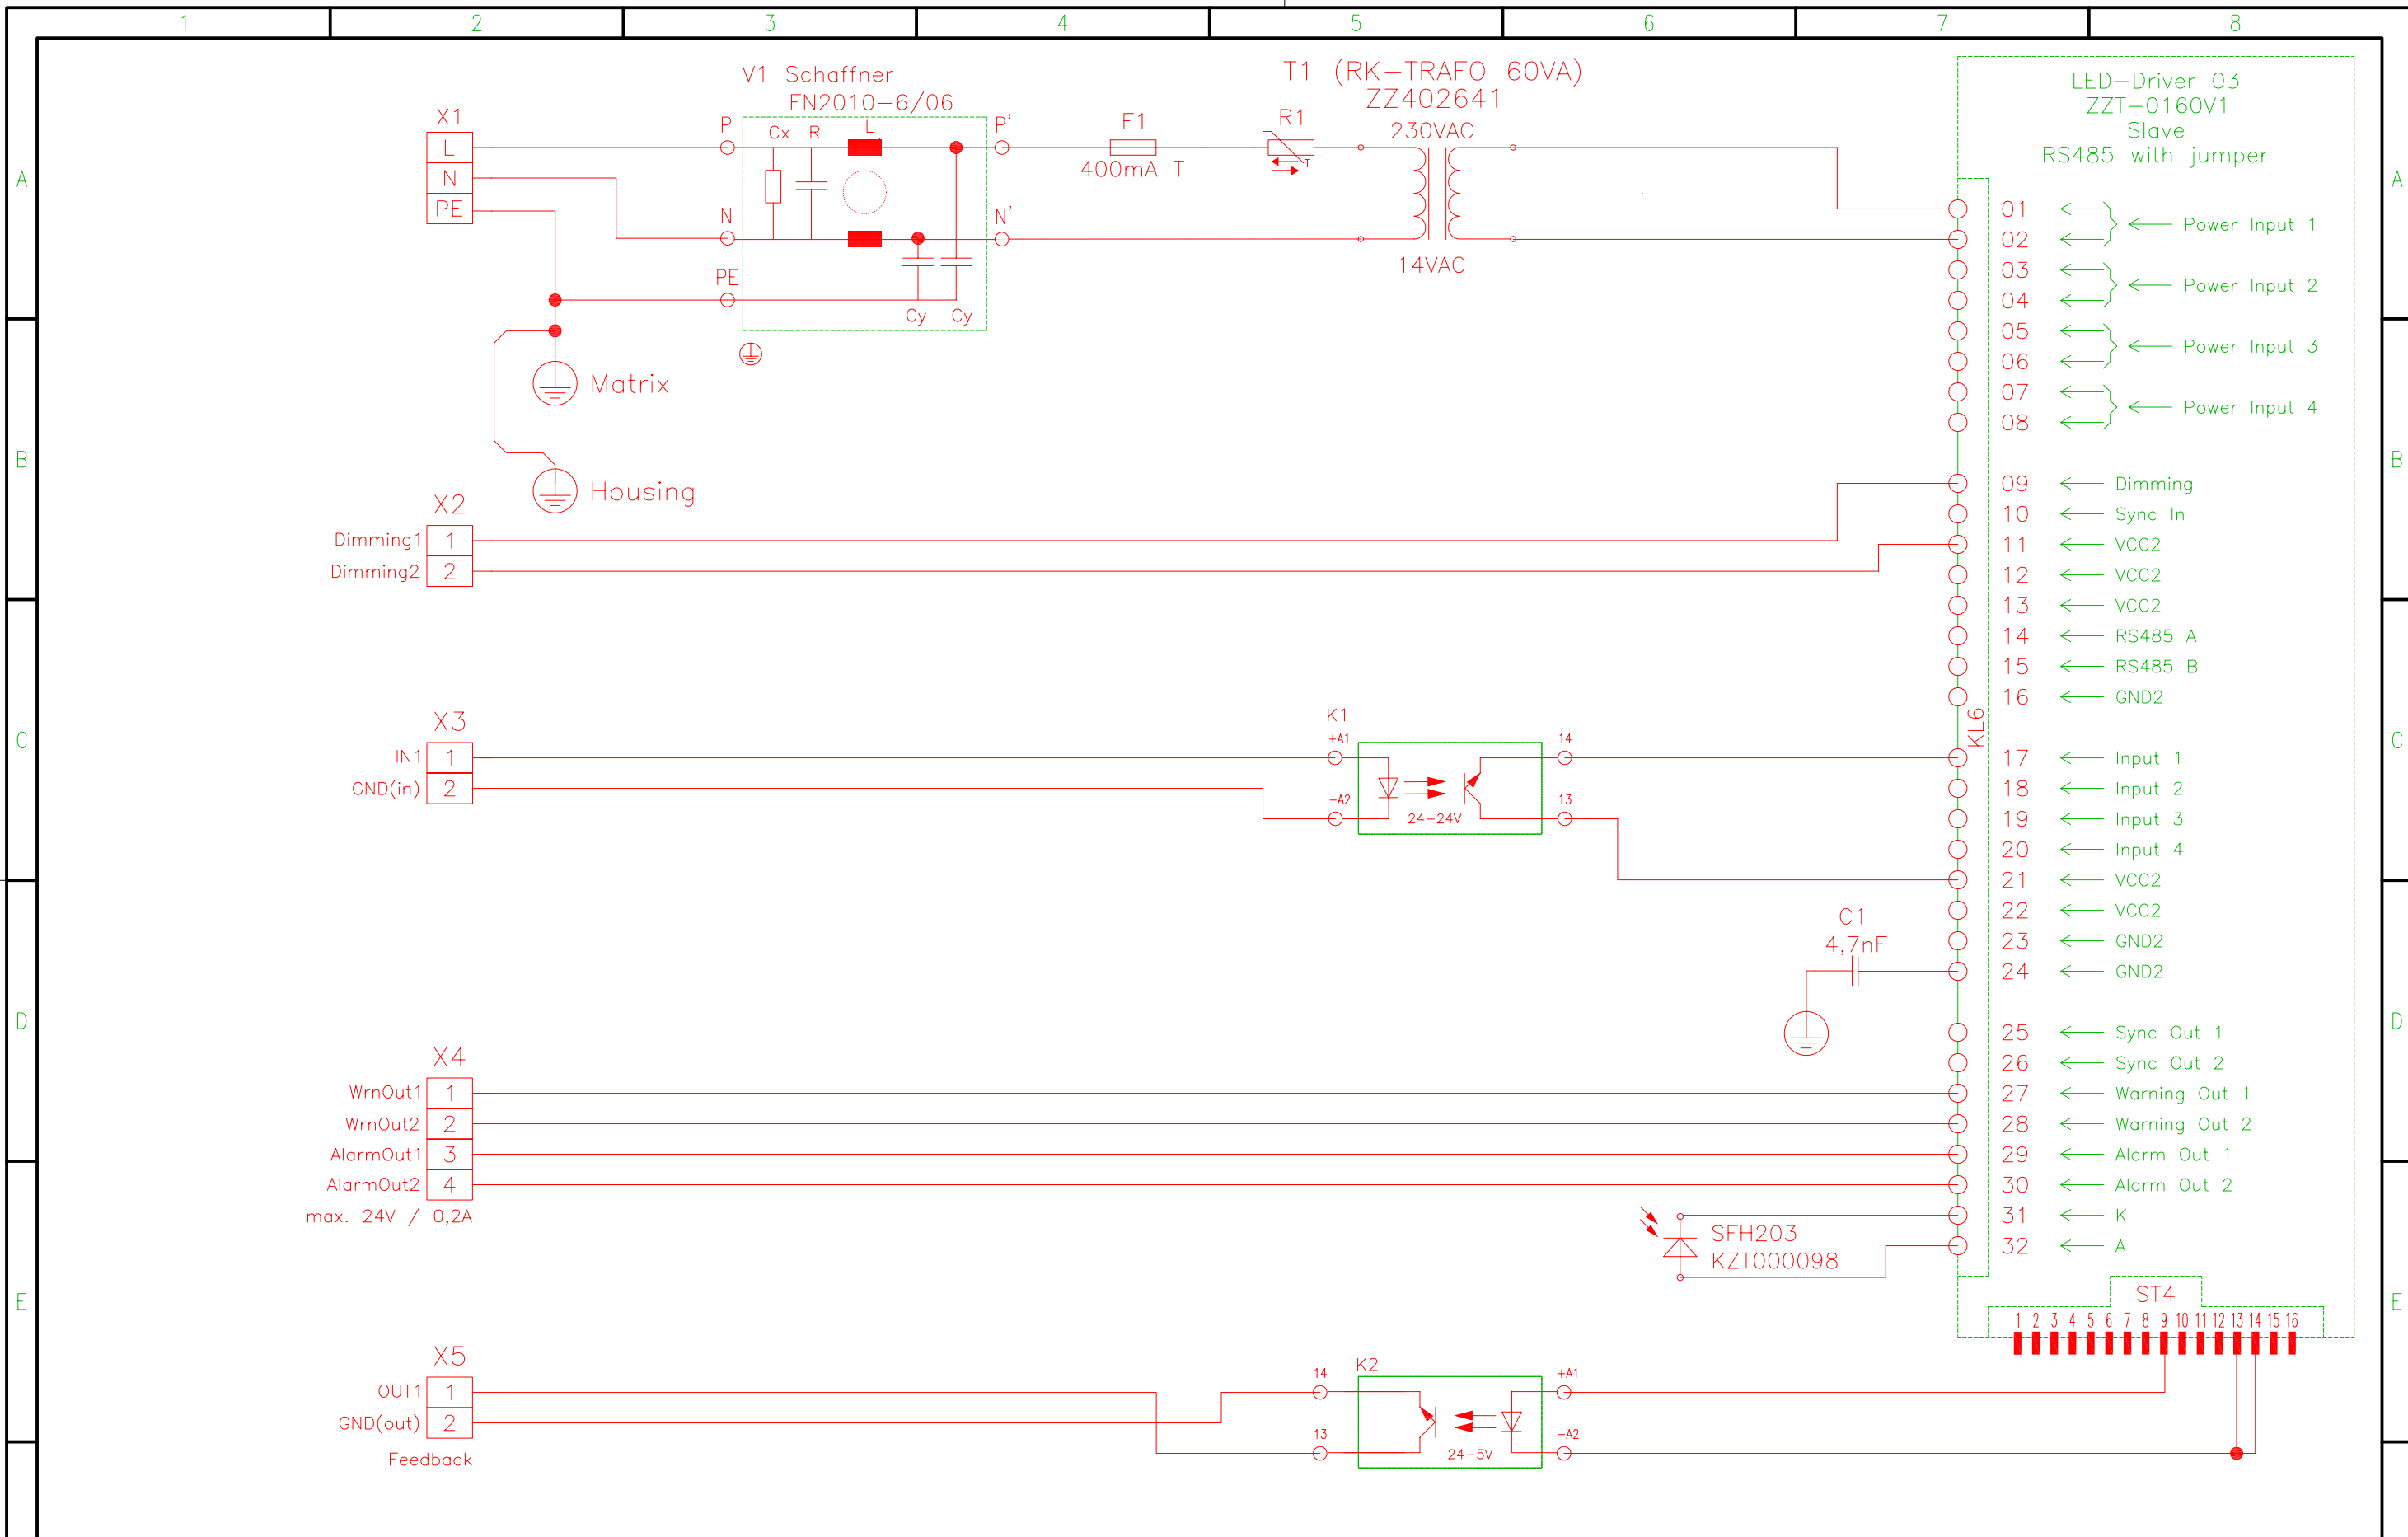 1 2 3 4 5 6 7 8
V1 Schaffner
FN2010-6/06
T1 (RK-TRAFO 60VA)
ZZ402641
LED-Driver 03
ZZT-0160V1
Slave
RS485 with jumper
X1
L
N
PE
P
N
PE
Cx R L
P'
N'
Cy Cy
F1
400mA T
R1
T
230VAC
14VAC
A
A
Matrix
Housing
B
B
01
02
Power Input 1
03
04
Power Input 2
05
06
Power Input 3
07
08
Power Input 4
09 Dimming
10 Sync In
11 VCC2
12 VCC2
13 VCC2
14 RS485 A
15 RS485 B
16 GND2
KL6
17 Input 1
18 Input 2
19 Input 3
20 Input 4
21 VCC2
22 VCC2
23 GND2
24 GND2
25 Sync Out 1
26 Sync Out 2
27 Warning Out 1
28 Warning Out 2
29 Alarm Out 1
30 Alarm Out 2
31 K
32 A
X2
Dimming1 1
Dimming2 2
C
C
X3
IN1 1
GND(in) 2
K1
+A1
-A2
24-24V
14
13
C1
4,7nF
D
D
X4
WrnOut1 1
WrnOut2 2
AlarmOut1 3
AlarmOut2 4
max. 24V / 0,2A
SFH203
KZT000098
E
E
ST4
1 2 3 4 5 6 7 8 9 10 11 12 13 14 15 16
X5
OUT1 1
GND(out) 2
Feedback
K2
14
13
24-5V
+A1
-A2